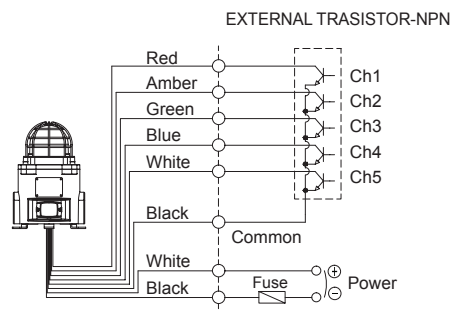 EXTERNAL TRASISTOR-NPN
Red
Ch1
Amber
Ch2
Green
Ch3
Blue
Ch4
White
Ch5
Black
Common
White
Black
Fuse
+
−
Power